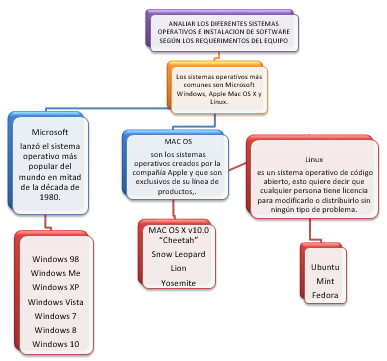 ANALIAR LOS DIFERENTES SISTEMAS
OPERATIVOS E INSTALACION DE SOFTWARE
SEGÚN LOS REQUERIMENTOS DEL EQUIPO
Los sistemas operativos más
comunes son Microsoft
Windows, Apple Mac OS X y
Linux.
Microsoft
lanzó el sistema
operativo más
popular del
mundo en mitad
de la década de
1980.
MAC OS
son los sistemas
operativos creados por la
compañía Apple y que son
exclusivos de su línea de
productos,.
Linux
es un sistema operativo de código
abierto, esto quiere decir que
cualquier persona tiene licencia
para modificarlo o distribuirlo sin
ningún tipo de problema.
Windows 98
Windows Me
Windows XP
Windows Vista
Windows 7
Windows 8
Windows 10
MAC OS X v10.0
"Cheetah"
Snow Leopard
Lion
Yosemite
Ubuntu
Mint
Fedora